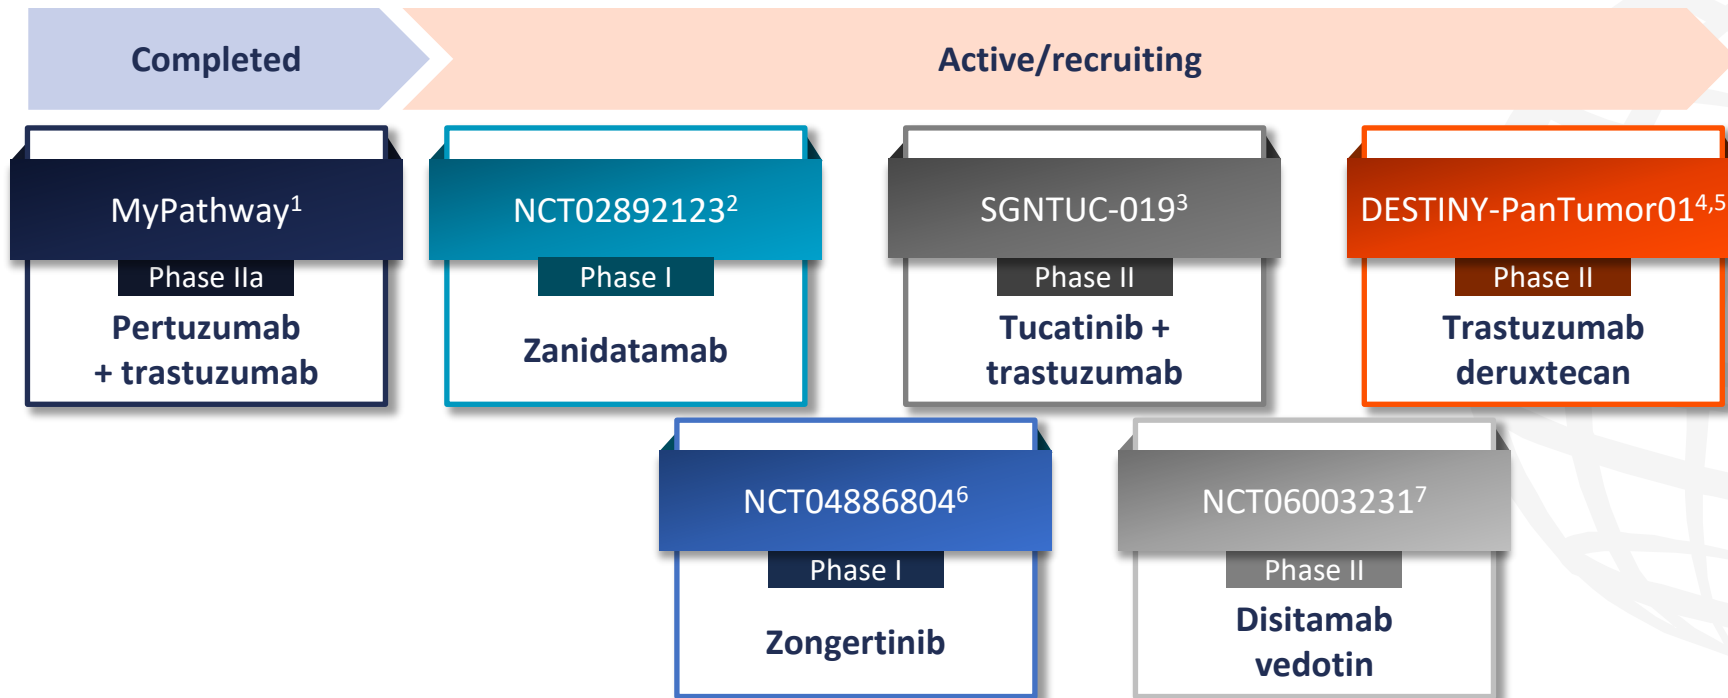 Completed
Active/recruiting
MyPathway¹
Phase IIa
Pertuzumab
+ trastuzumab
NCT02892123²
Phase I
Zanidatamab
SGNTUC-019³
Phase II
Tucatinib +
trastuzumab
DESTINY-PanTumor01⁴,⁵
Phase II
Trastuzumab
deruxtecan
NCT04886804⁶
Phase I
Zongertinib
NCT06003231⁷
Phase II
Disitamab
vedotin